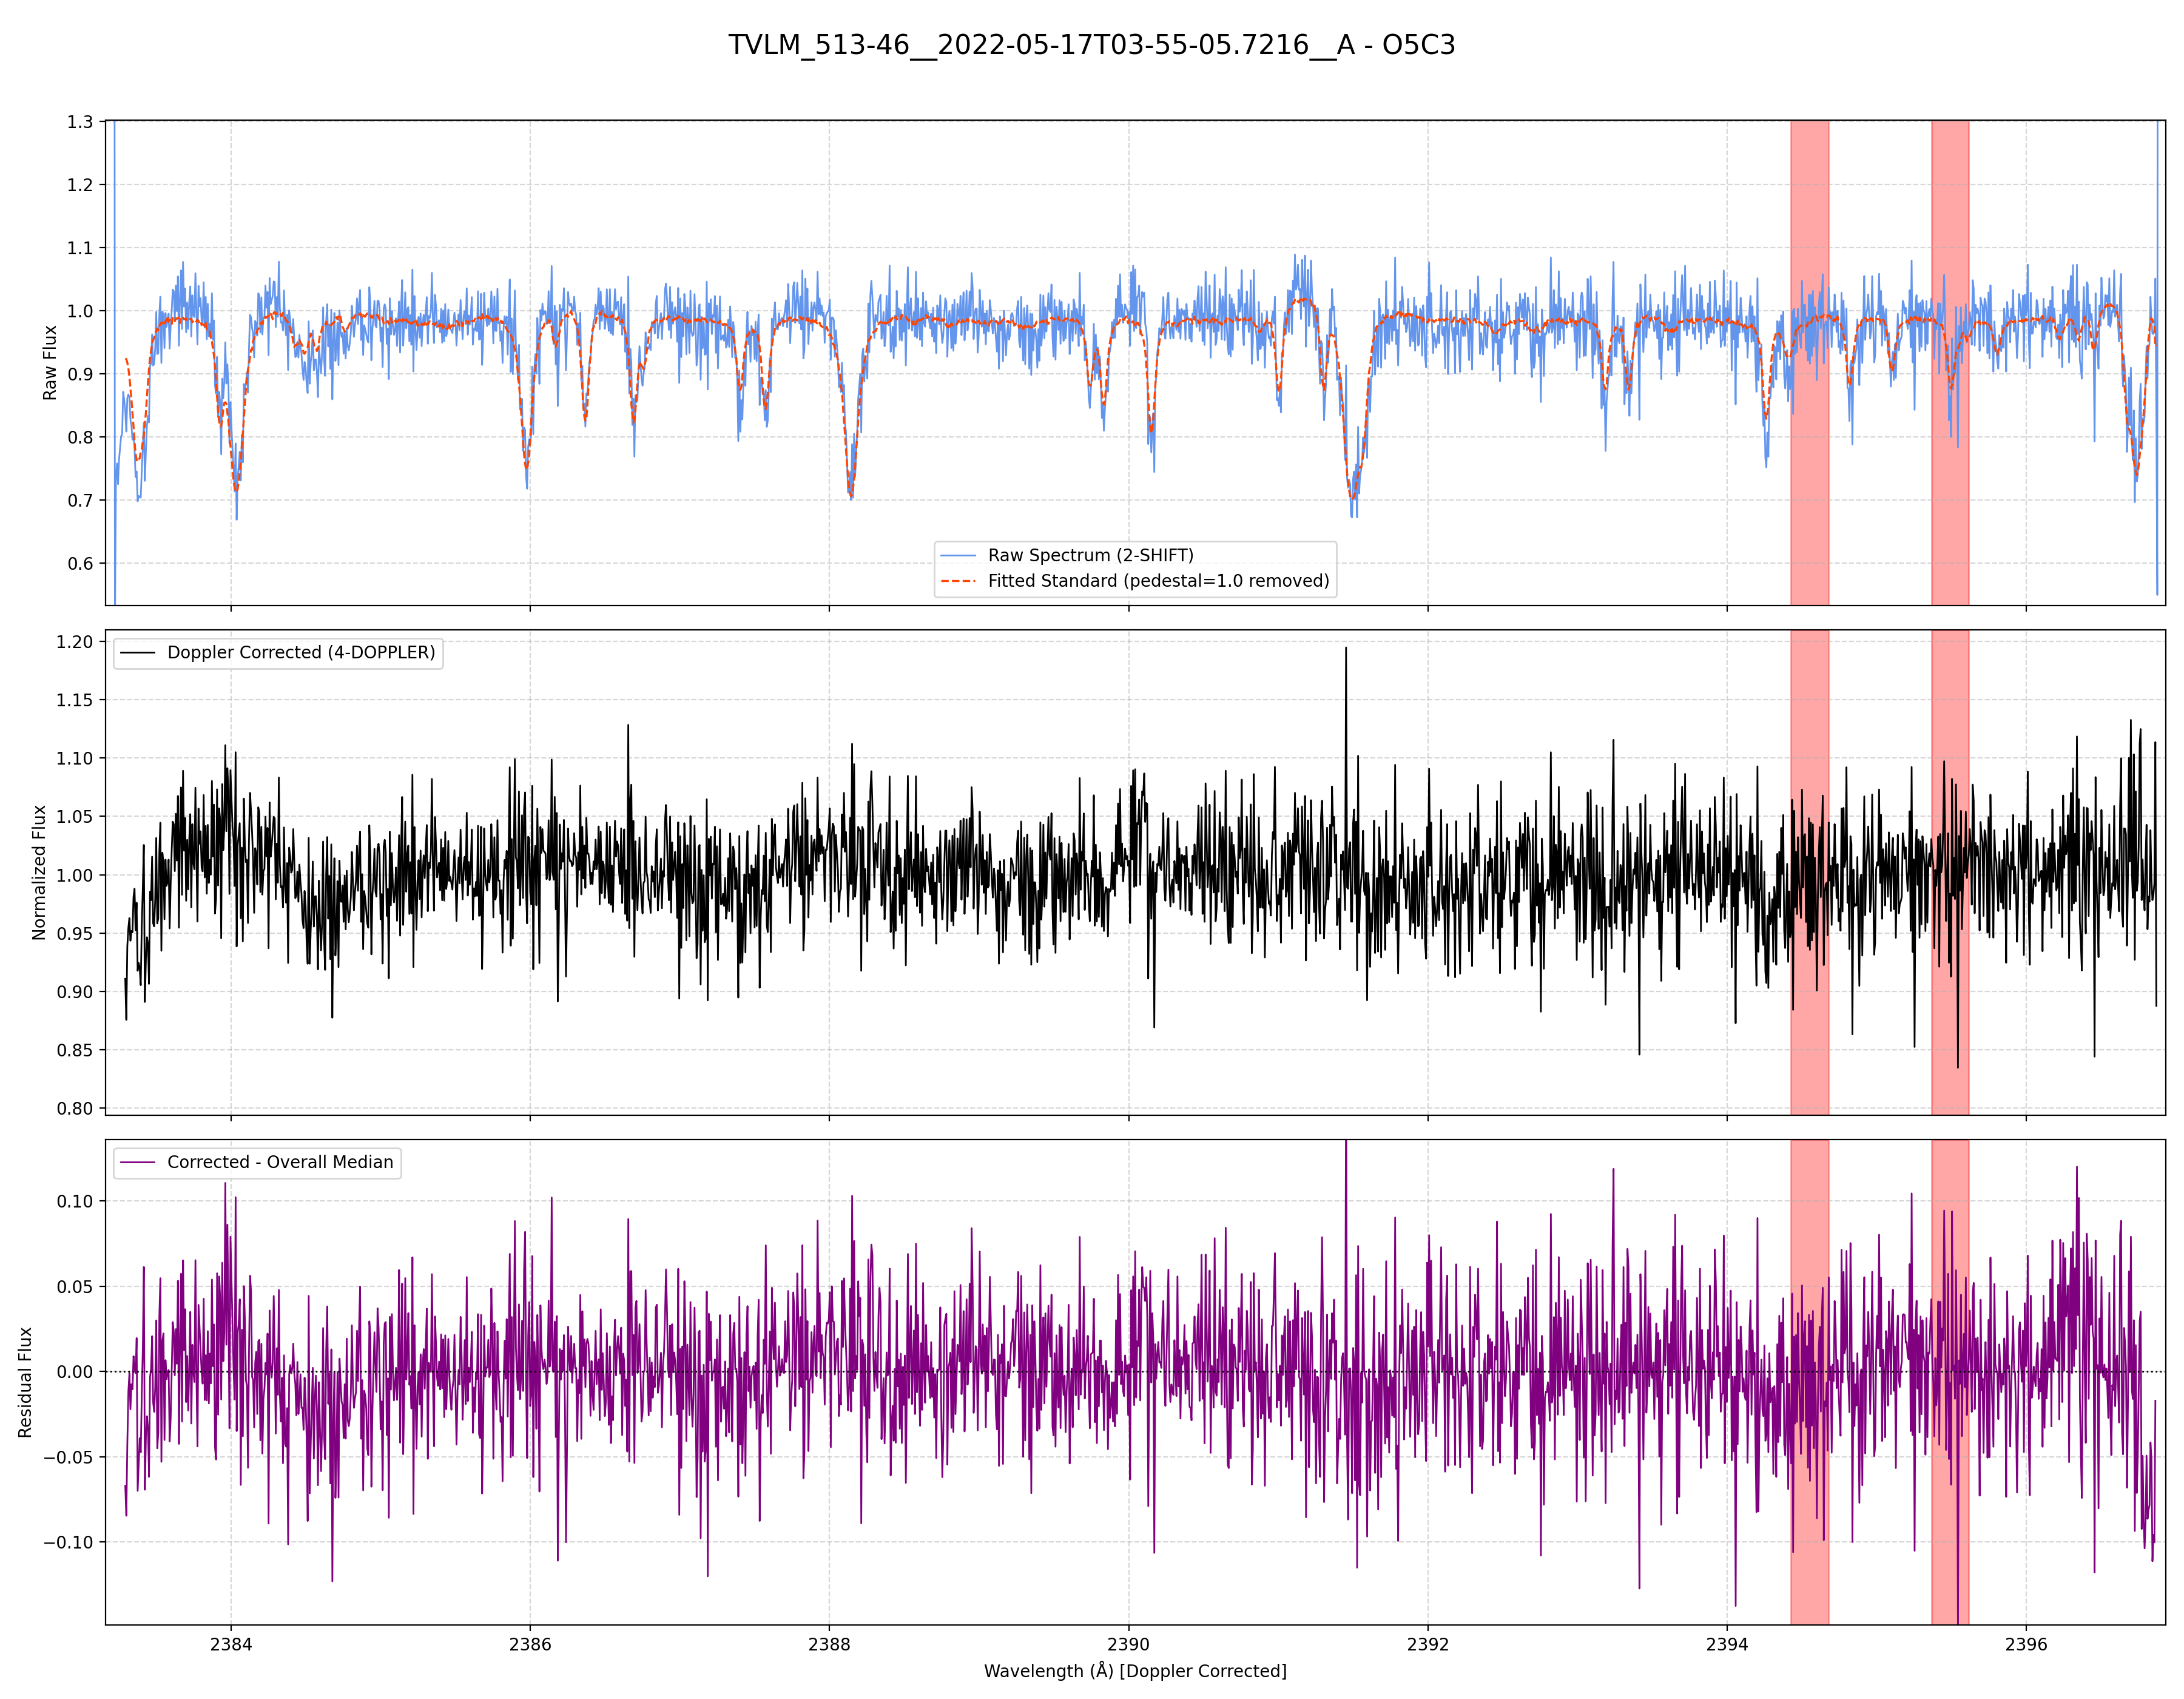 TVLM_513-46__2022-05-17T03-55-05.7216__A - O5C3
1.3
1.2
1.1
1.0
0.9
0.8
0.7
0.6
Raw Flux
Raw Spectrum (2-SHIFT)
Fitted Standard (pedestal=1.0 removed)
1.20
1.15
1.10
1.05
1.00
0.95
0.90
0.85
0.80
Normalized Flux
Doppler Corrected (4-DOPPLER)
0.10
0.05
0.00
−0.05
−0.10
Residual Flux
Corrected - Overall Median
2384 2386 2388 2390 2392 2394 2396
Wavelength (Å) [Doppler Corrected]